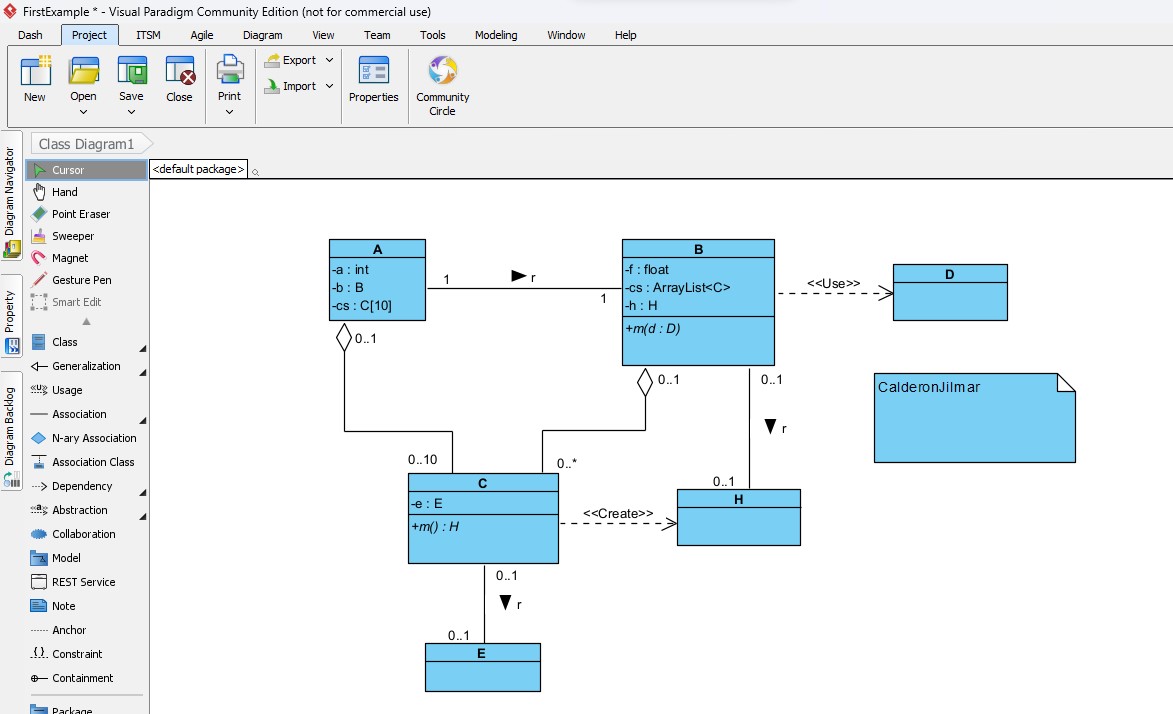 FirstExample * - Visual Paradigm Community Edition (not for commercial use)
Dash Project ITSM Agile Diagram View Team Tools Modeling Window Help
New Open Save Close Print Export Import Properties Community Circle
Class Diagram1
Diagram Navigator
Property
Diagram Backlog
Cursor
Hand
Point Eraser
Sweeper
Magnet
Gesture Pen
Smart Edit
Class
Generalization
Usage
Association
N-ary Association
Association Class
Dependency
Abstraction
Collaboration
Model
REST Service
Note
Anchor
Constraint
Containment
Package
<default package>
A
-a : int
-b : B
-cs : C[10]
1
r
1
B
-f : float
-cs : ArrayList<C>
-h : H
+m(d : D)
<<Use>>
D
0..1
0..1
0..1
CalderonJilmar
r
0..10
0..*
0..1
C
-e : E
+m() : H
<<Create>>
H
0..1
r
0..1
E